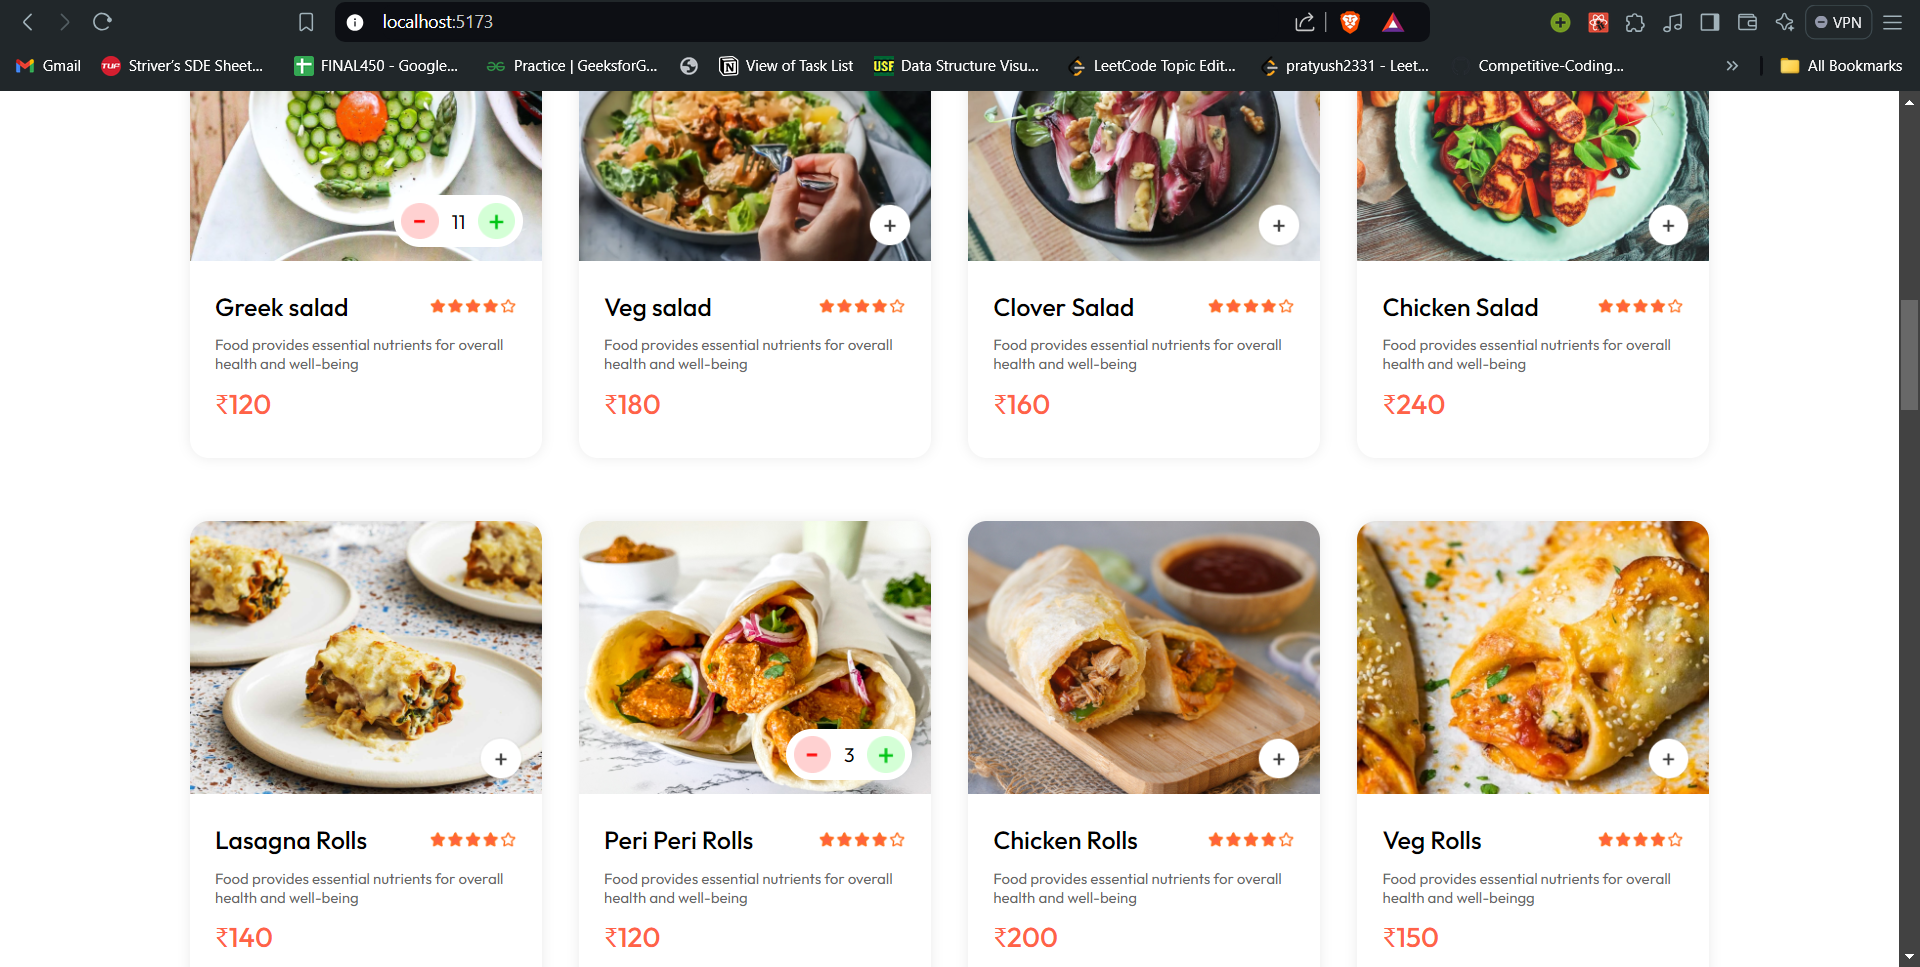 localhost:5173
VPN
Gmail
TUF Striver's SDE Sheet...
FINAL450 - Google...
Practice | GeeksforG...
View of Task List
USF Data Structure Visu...
LeetCode Topic Edit...
pratyush2331 - Leet...
Competitive-Coding...
»
All Bookmarks
- 11 +
+
+
+
Greek salad
Veg salad
Clover Salad
Chicken Salad
Food provides essential nutrients for overall
health and well-being
Food provides essential nutrients for overall
health and well-being
Food provides essential nutrients for overall
health and well-being
Food provides essential nutrients for overall
health and well-being
₹120
₹180
₹160
₹240
+
- 3 +
+
+
Lasagna Rolls
Peri Peri Rolls
Chicken Rolls
Veg Rolls
Food provides essential nutrients for overall
health and well-being
Food provides essential nutrients for overall
health and well-being
Food provides essential nutrients for overall
health and well-being
Food provides essential nutrients for overall
health and well-beingg
₹140
₹120
₹200
₹150